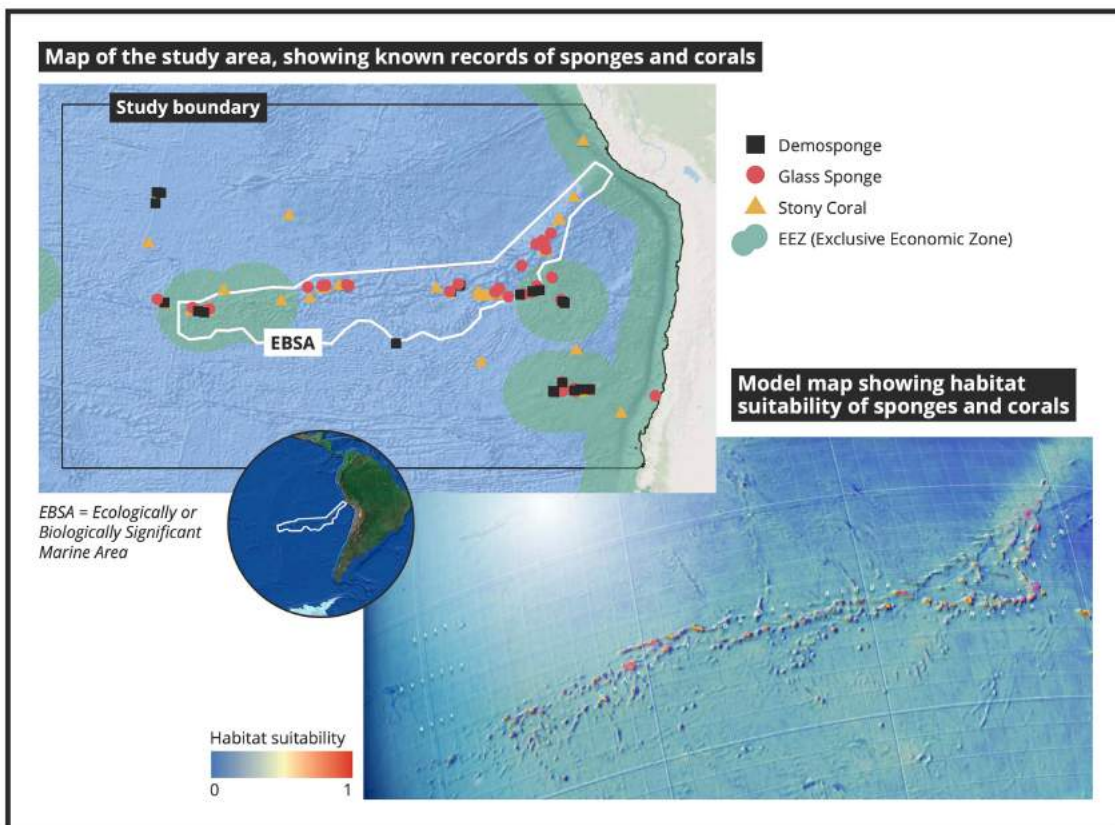 Map of the study area, showing known records of sponges and corals
Study boundary
EBSA
Demosponge
Glass Sponge
Stony Coral
EEZ (Exclusive Economic Zone)
EBSA = Ecologically or
Biologically Significant
Marine Area
Model map showing habitat
suitability of sponges and corals
Habitat suitability
0 1